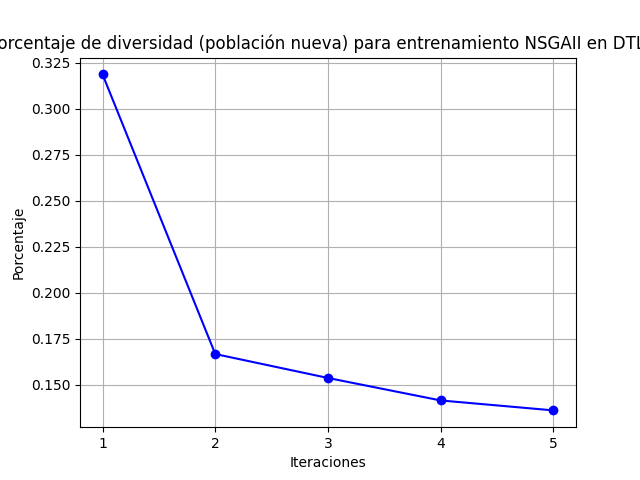 orcentaje de diversidad (población nueva) para entrenamiento NSGAII en DTL
0.325
0.300
0.275
0.250
0.225
0.200
0.175
0.150
Porcentaje
1 2 3 4 5
Iteraciones